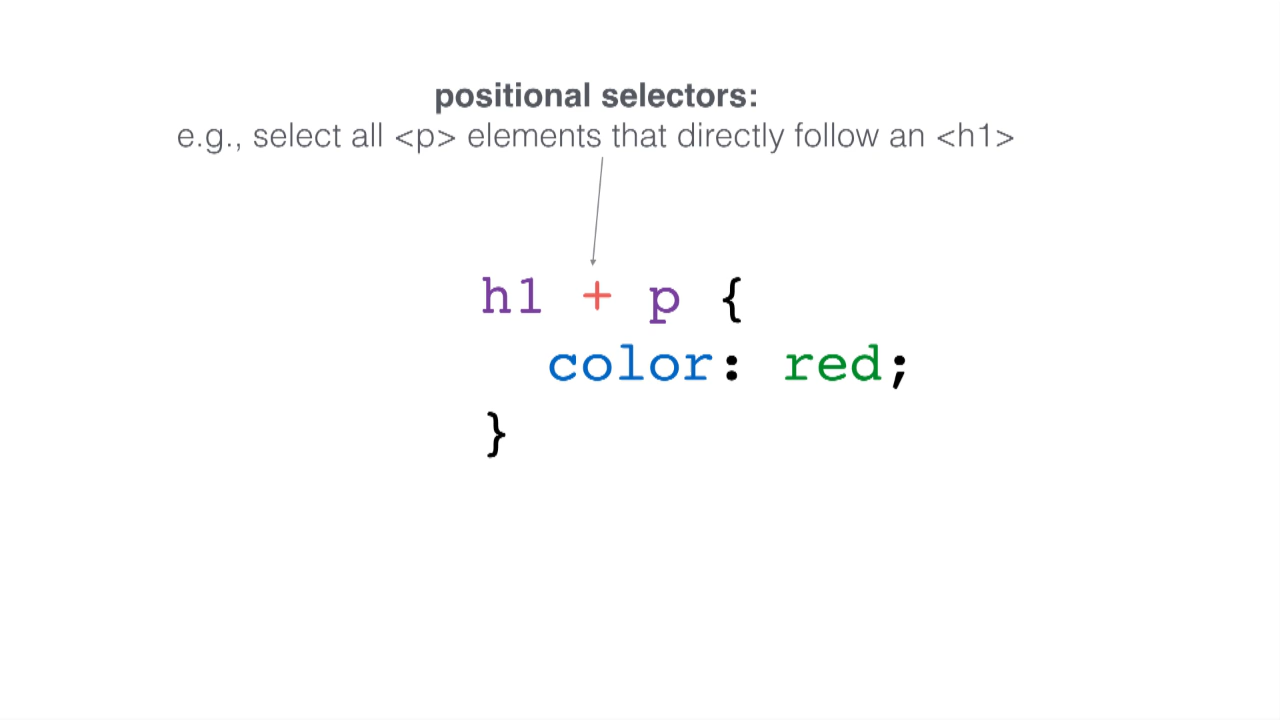 positional selectors:
e.g., select all <p> elements that directly follow an <h1>
h1 + p {
color: red;
}